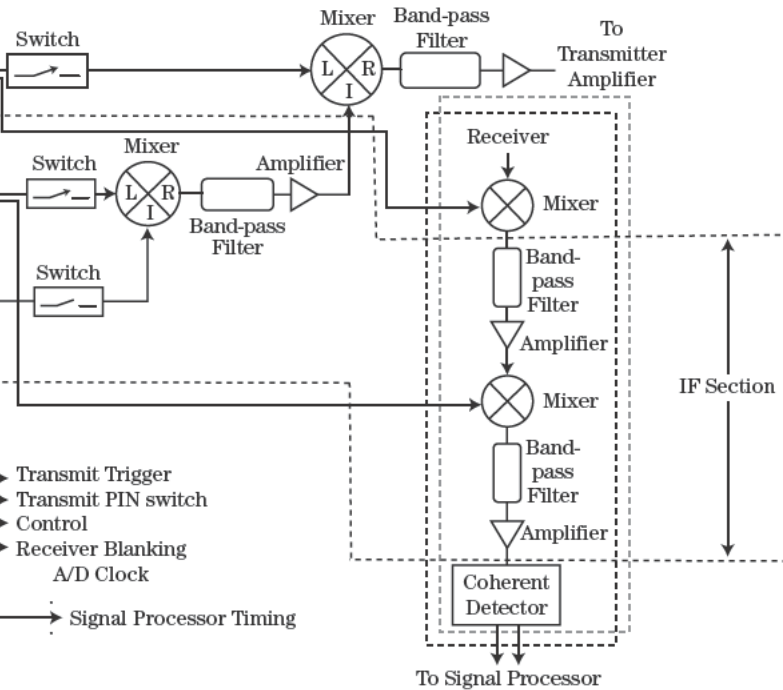 Switch
Mixer
Band-pass
Filter
To
Transmitter
Amplifier
L R
I
Receiver
Switch
Mixer
Amplifier
L R
I
Band-pass
Filter
Mixer
Switch
Band-
pass
Filter
Amplifier
IF Section
Mixer
Band-
pass
Filter
Amplifier
Transmit Trigger
Transmit PIN switch
Control
Receiver Blanking
A/D Clock
Signal Processor Timing
Coherent
Detector
To Signal Processor